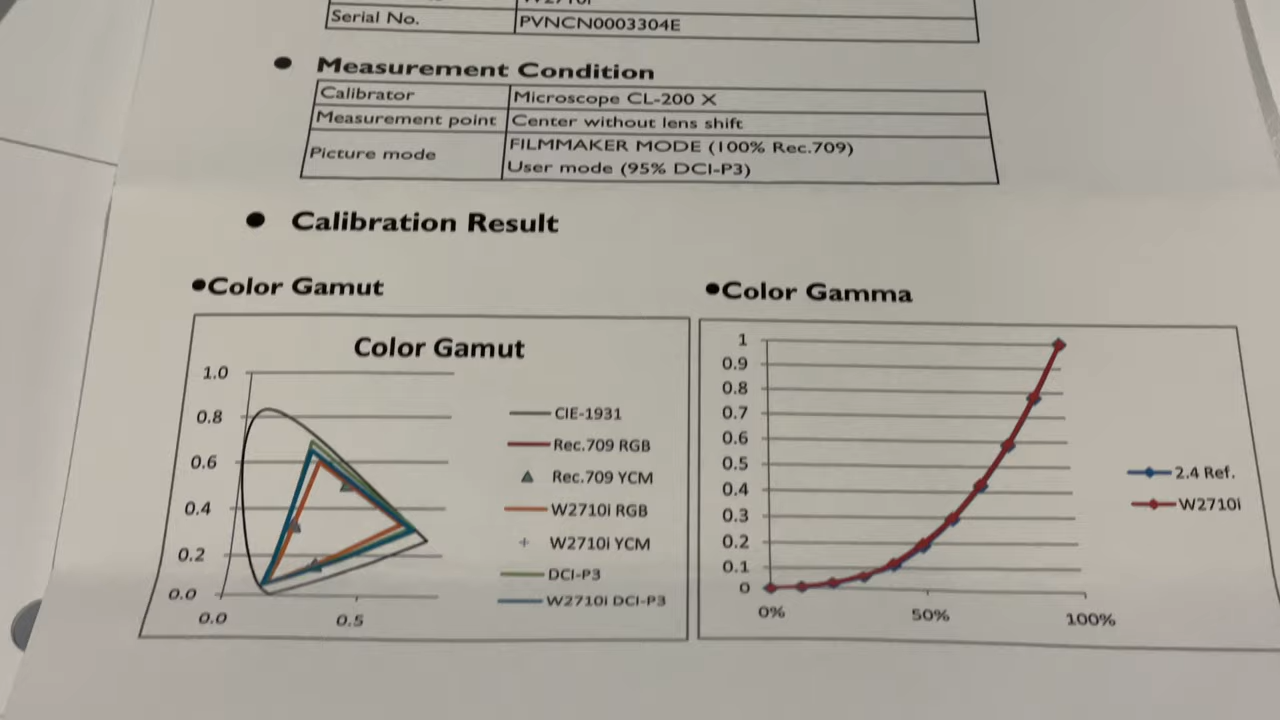 W2710i
Serial No. PVNCN0003304E
Measurement Condition
Calibrator Microscope CL-200 X
Measurement point Center without lens shift
Picture mode FILMMAKER MODE (100% Rec.709)
User mode (95% DCI-P3)
Calibration Result
Color Gamut
Color Gamut
1.0
0.8
0.6
0.4
0.2
0.0
0.0 0.5
CIE-1931
Rec.709 RGB
Rec.709 YCM
W2710i RGB
W2710i YCM
DCI-P3
W2710i DCI-P3
Color Gamma
1
0.9
0.8
0.7
0.6
0.5
0.4
0.3
0.2
0.1
0
0% 50% 100%
2.4 Ref.
W2710i